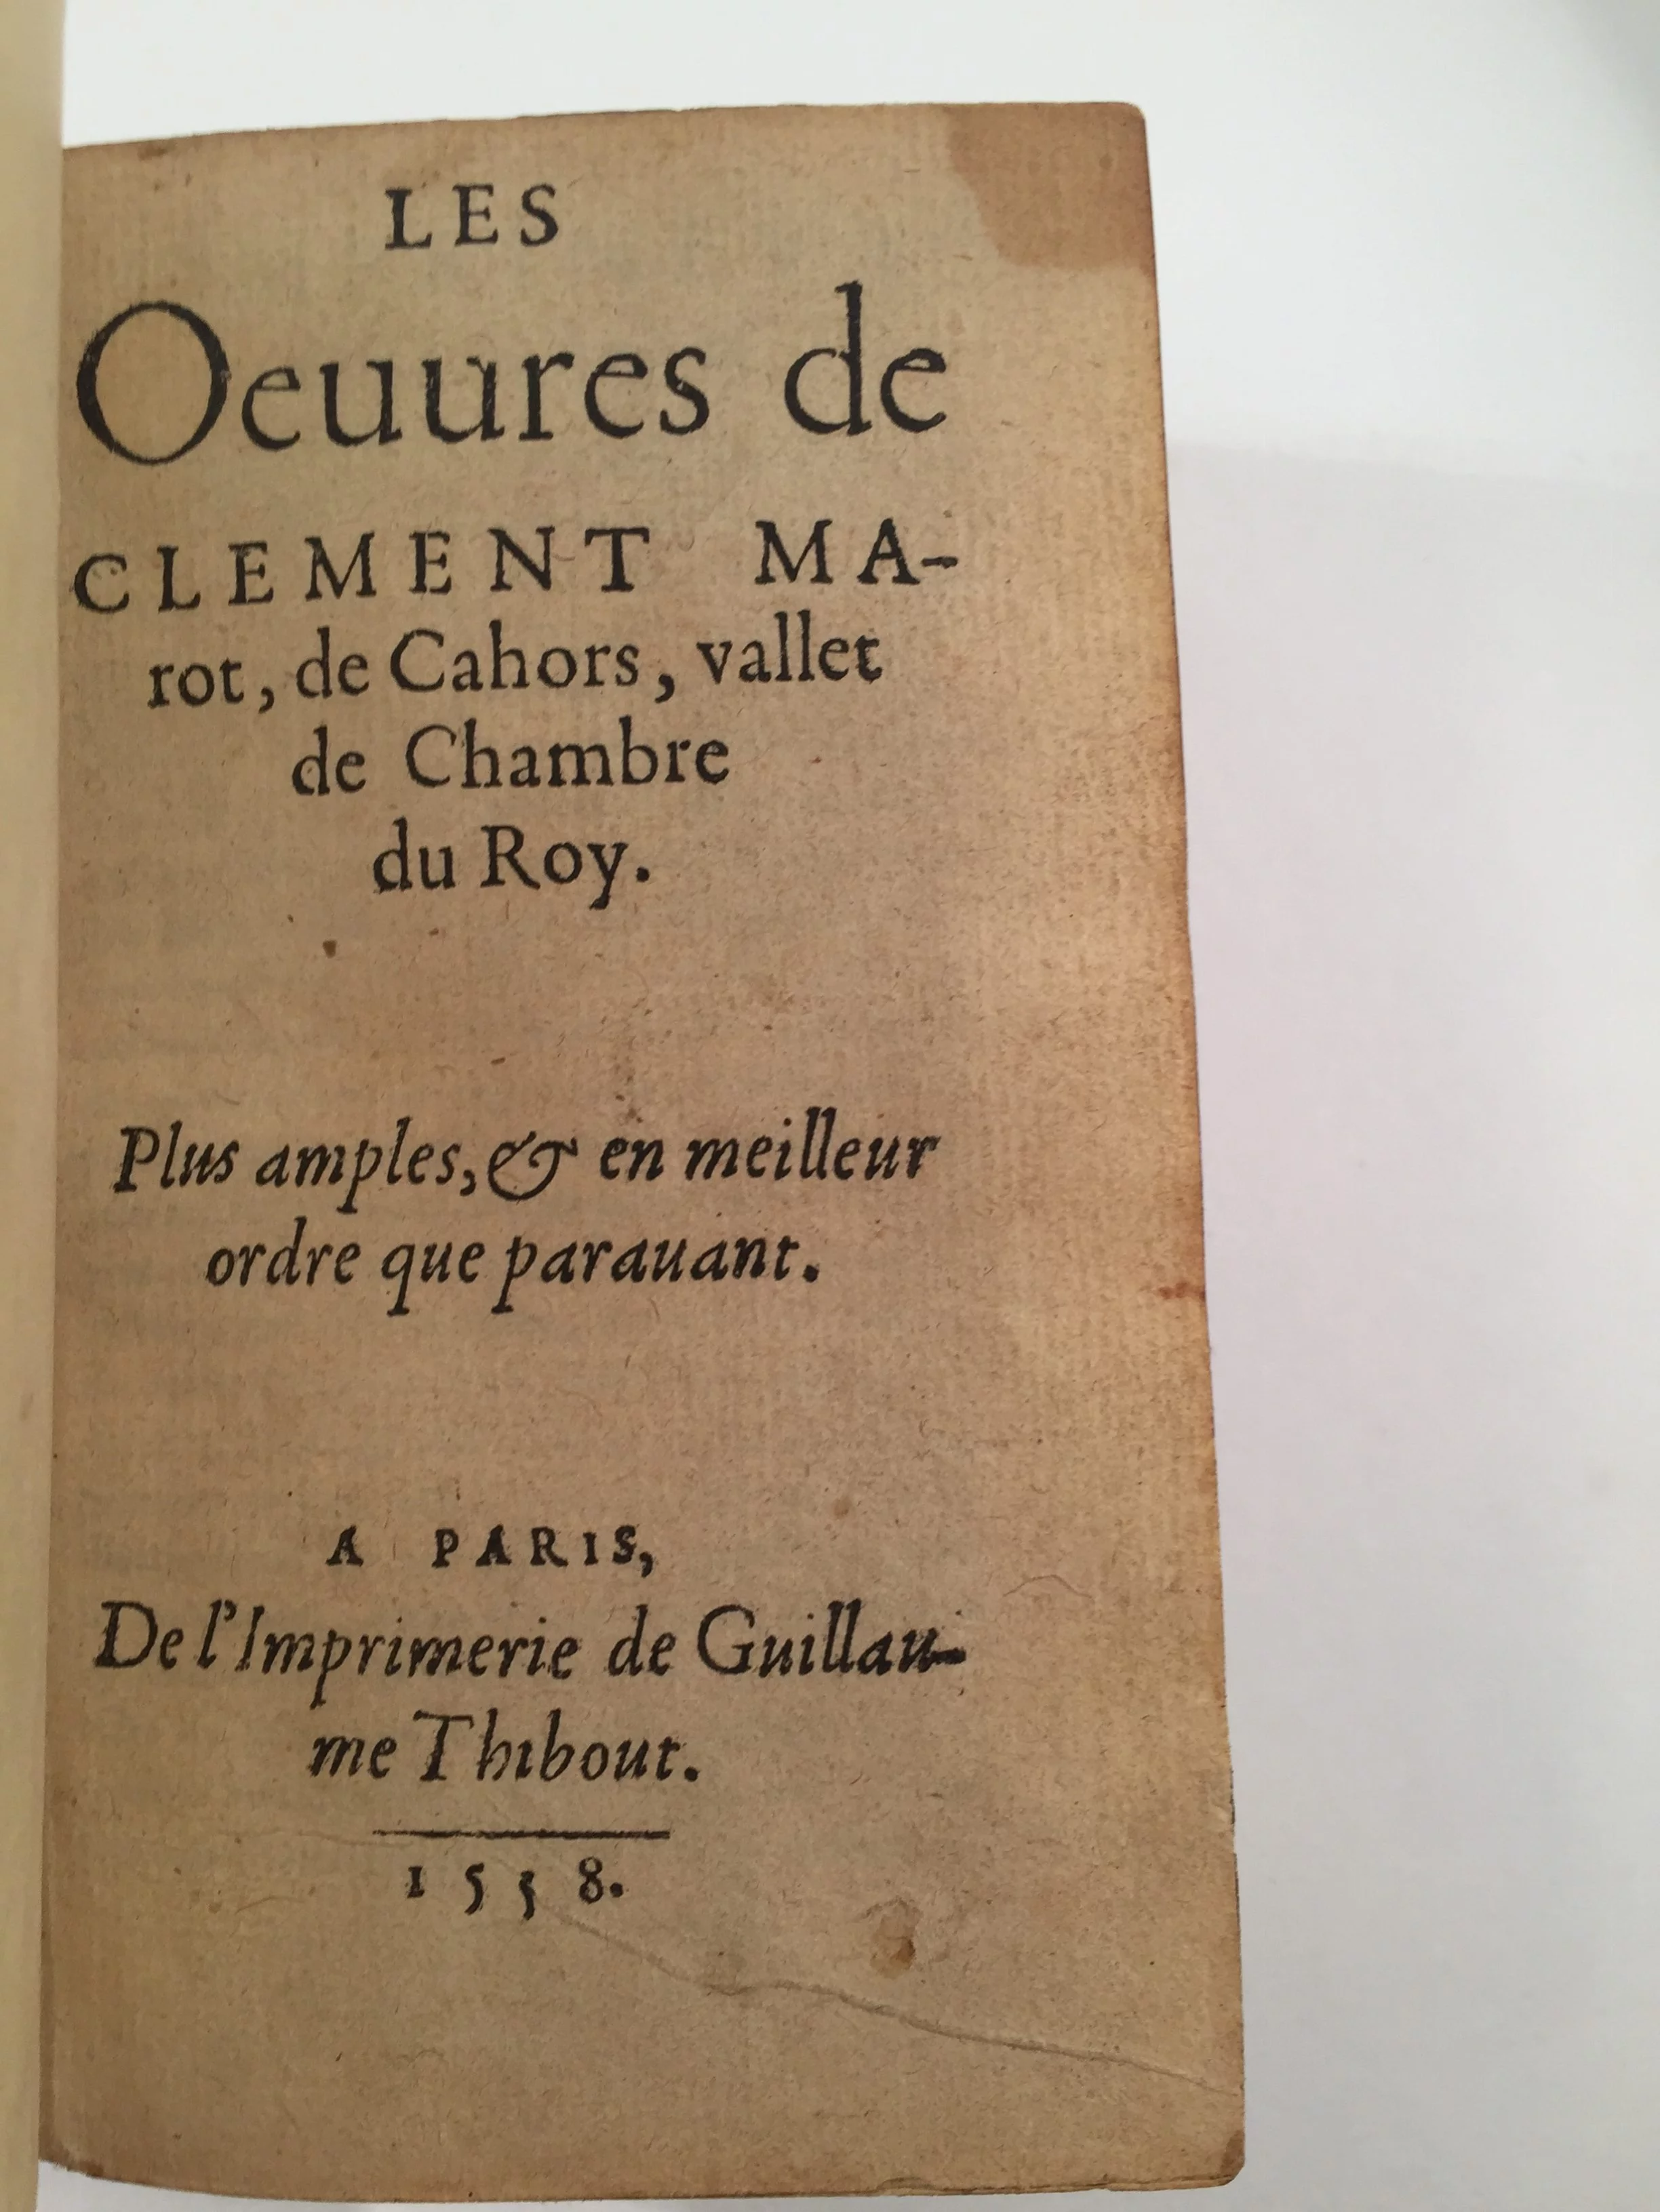 LES
Oeuures de
CLEMENT MA-
rot, de Cahors, vallet
de Chambre
du Roy.
Plus amples, & en meilleur
ordre que parauant.
A PARIS,
De l'Imprimerie de Guillau-
me Thibout.
1558.